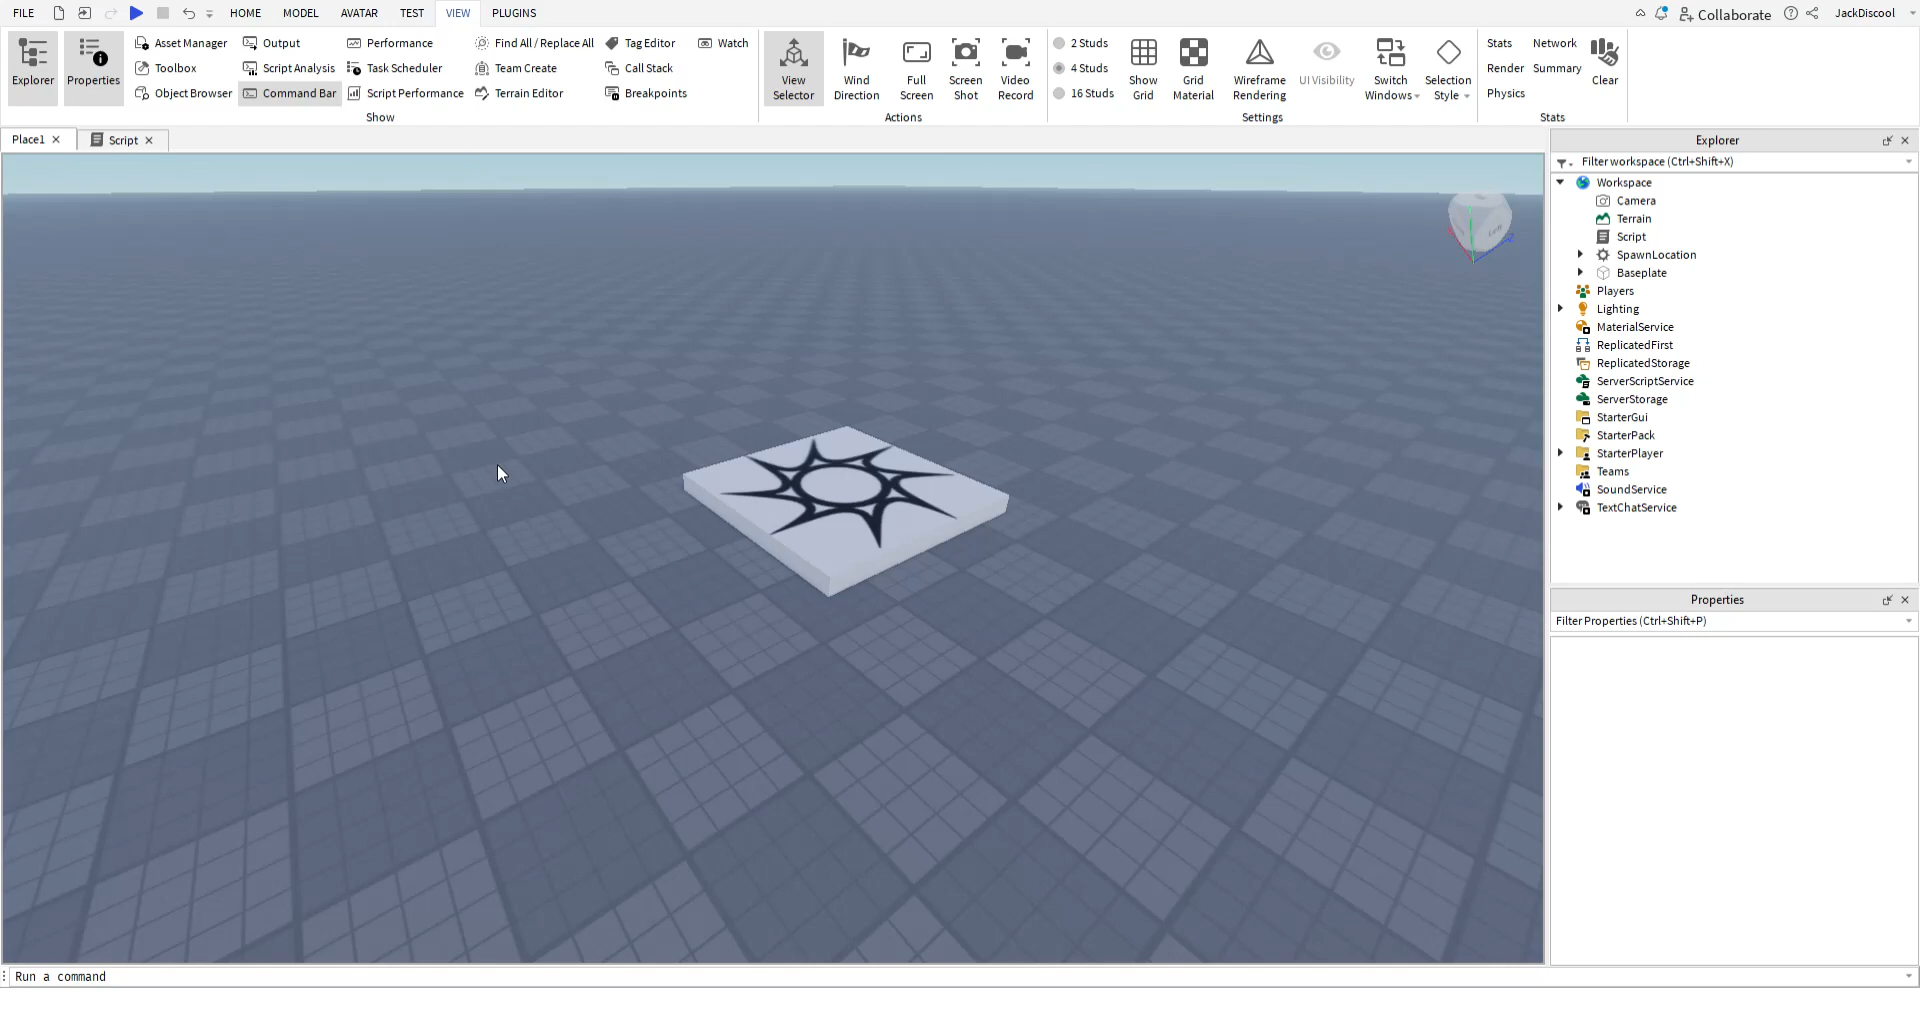 FILE HOME MODEL AVATAR TEST VIEW PLUGINS Collaborate JackDiscool
Explorer
Properties
Asset Manager Output Performance Find All / Replace All Tag Editor Watch
Toolbox Script Analysis Task Scheduler Team Create Call Stack
Object Browser Command Bar Script Performance Terrain Editor Breakpoints
Show
View Selector
Wind Direction
Full Screen
Screen Shot
Video Record
Actions
2 Studs
4 Studs
16 Studs
Show Grid
Grid Material
Wireframe Rendering
UI Visibility
Switch Windows
Selection Style
Settings
Stats Network
Render Summary
Physics
Clear
Stats
Place1 Script
Explorer
Filter workspace (Ctrl+Shift+X)
Workspace
Camera
Terrain
Script
SpawnLocation
Baseplate
Players
Lighting
MaterialService
ReplicatedFirst
ReplicatedStorage
ServerScriptService
ServerStorage
StarterGui
StarterPack
StarterPlayer
Teams
SoundService
TextChatService
Properties
Filter Properties (Ctrl+Shift+P)
Left
Run a command